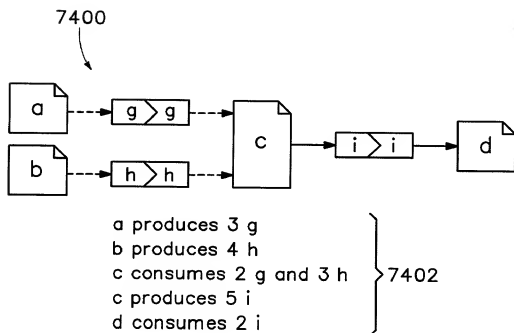 7400
a g g
b h h
c i i d
a produces 3 g
b produces 4 h
c consumes 2 g and 3 h
c produces 5 i
d consumes 2 i
7402